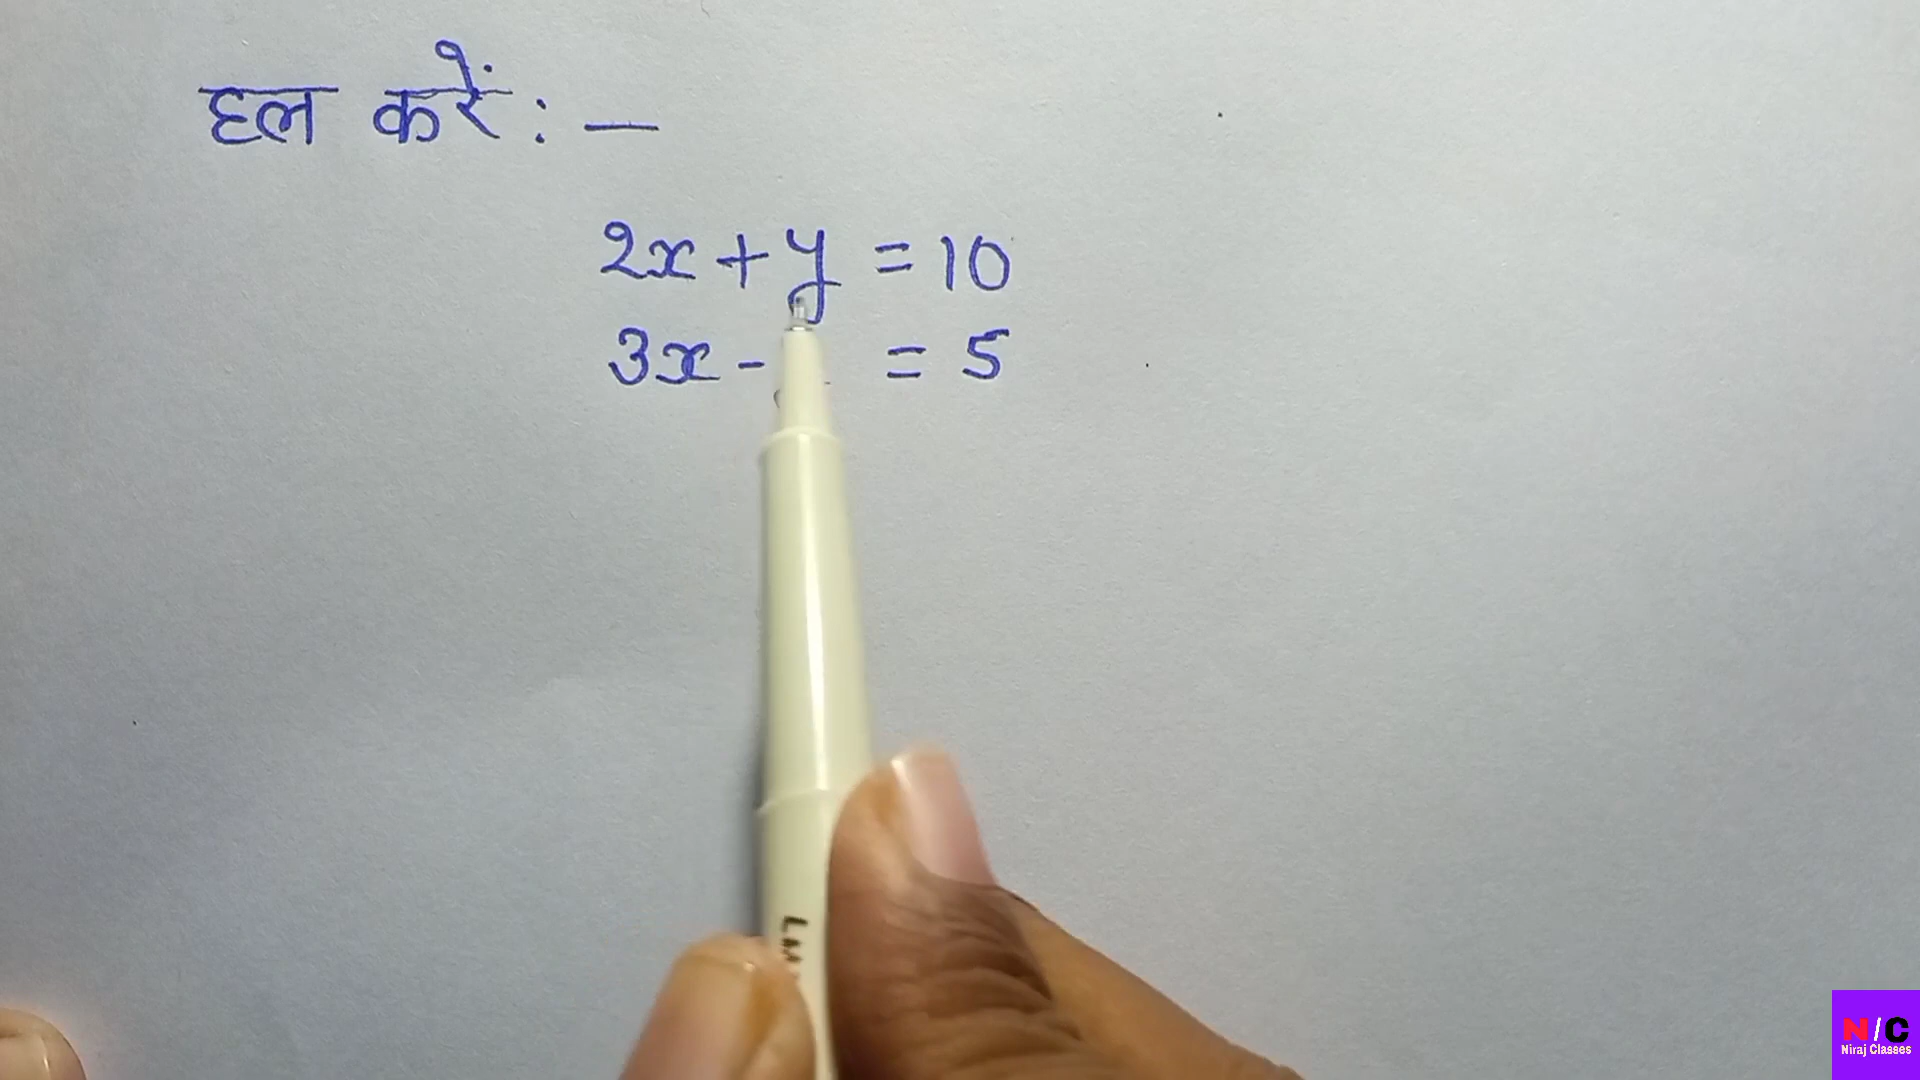 हल करें : —
2x + y = 10
3x - = 5
N/C
Niraj Classes